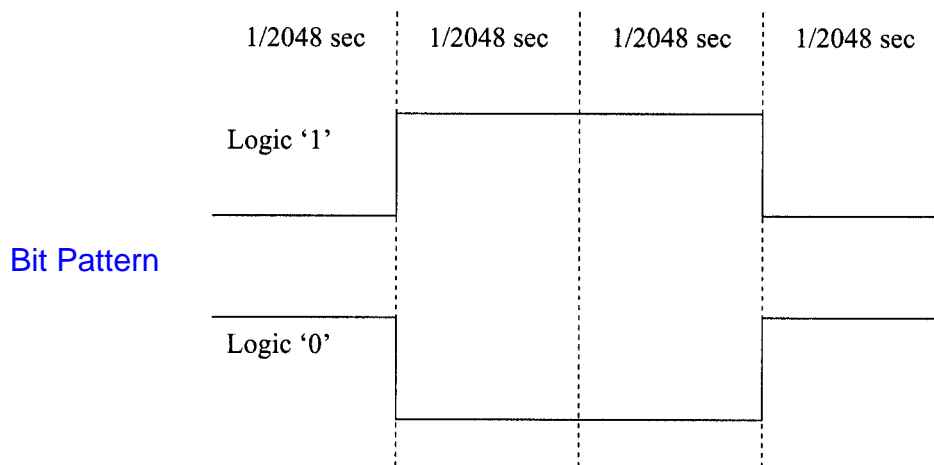 1/2048 sec 1/2048 sec 1/2048 sec 1/2048 sec
Logic ‘1’
Bit Pattern
Logic ‘0’